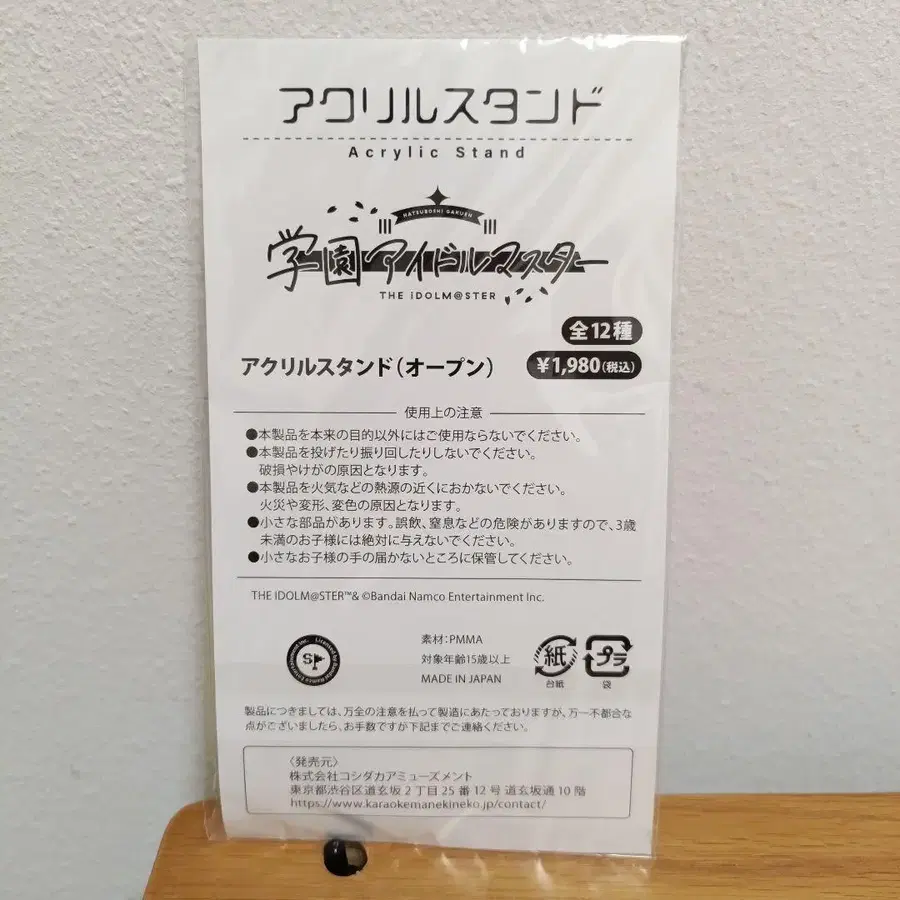 アクリルスタンド
Acrylic Stand
HATSUBOSHI GAKUEN
学園アイドルマスター
THE iDOLM@STER
全12種
アクリルスタンド(オープン)
¥1,980(税込)
使用上の注意
●本製品を本来の目的以外にはご使用ならないでください。
●本製品を投げたり振り回したりしないでください。
破損やけがの原因となります。
●本製品を火気などの熱源の近くにおかないでください。
火災や変形、変色の原因となります。
●小さな部品があります。誤飲、窒息などの危険がありますので、3歳
未満のお子様には絶対に与えないでください。
●小さなお子様の手の届かないところに保管してください。
THE IDOLM@STER™& ©Bandai Namco Entertainment Inc.
Licensed by Bandai Namco Entertainment Inc.
SP
素材:PMMA
対象年齢15歳以上
MADE IN JAPAN
紙
台紙
プラ
袋
製品につきましては、万全の注意を払って製造にあたっておりますが、万一不都合な
点がございましたら、お手数ですが下記までご連絡ください。
〈発売元〉
株式会社コシダカアミューズメント
東京都渋谷区道玄坂2丁目25番12号 道玄坂通10階
https://www.karaokemanekineko.jp/contact/